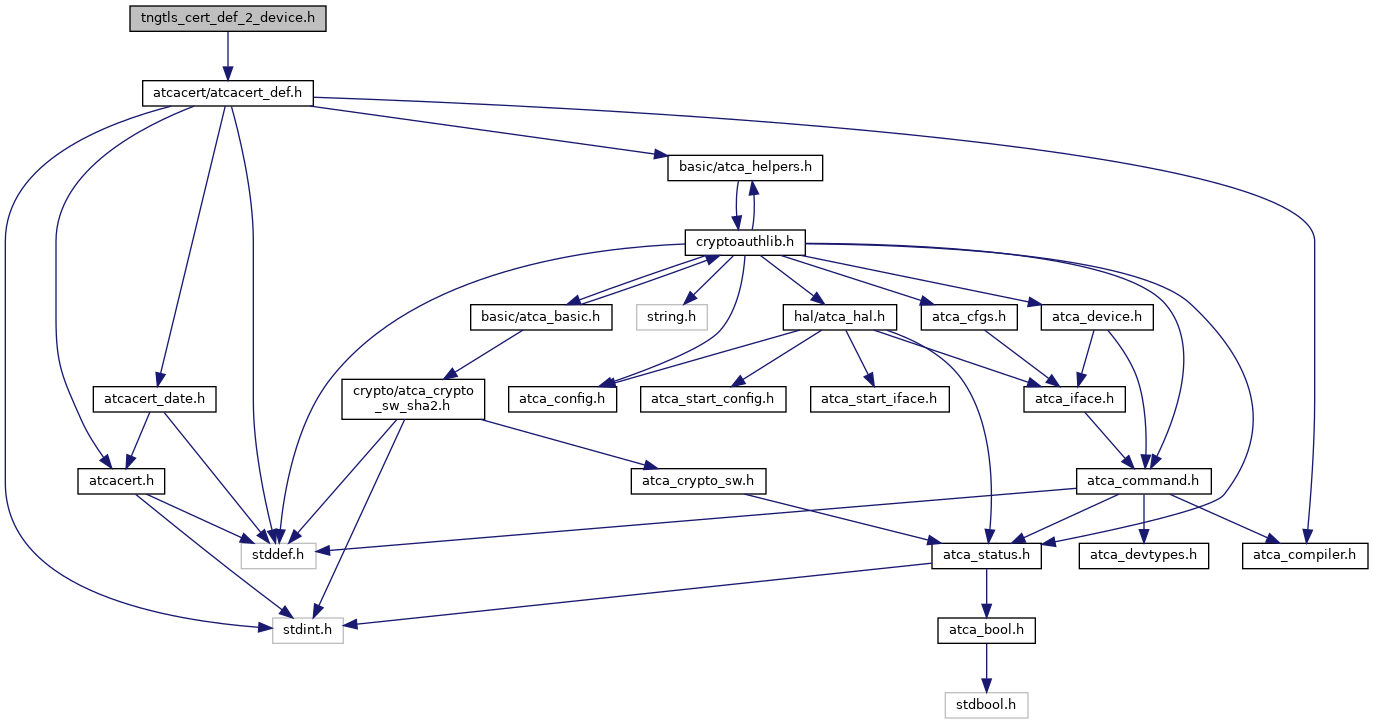 tngtls_cert_def_2_device.h
atcacert/atcacert_def.h
basic/atca_helpers.h
cryptoauthlib.h
basic/atca_basic.h
string.h
hal/atca_hal.h
atca_cfgs.h
atca_device.h
atcacert_date.h
crypto/atca_crypto
_sw_sha2.h
atca_config.h
atca_start_config.h
atca_start_iface.h
atca_iface.h
atcacert.h
atca_crypto_sw.h
atca_command.h
stddef.h
atca_status.h
atca_devtypes.h
atca_compiler.h
stdint.h
atca_bool.h
stdbool.h